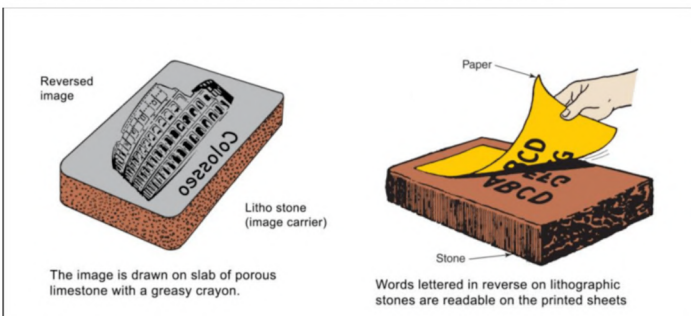 Reversed
image
Colosseo
Litho stone
(image carrier)
The image is drawn on slab of porous
limestone with a greasy crayon.
Paper
ABCD
Stone
Words lettered in reverse on lithographic
stones are readable on the printed sheets